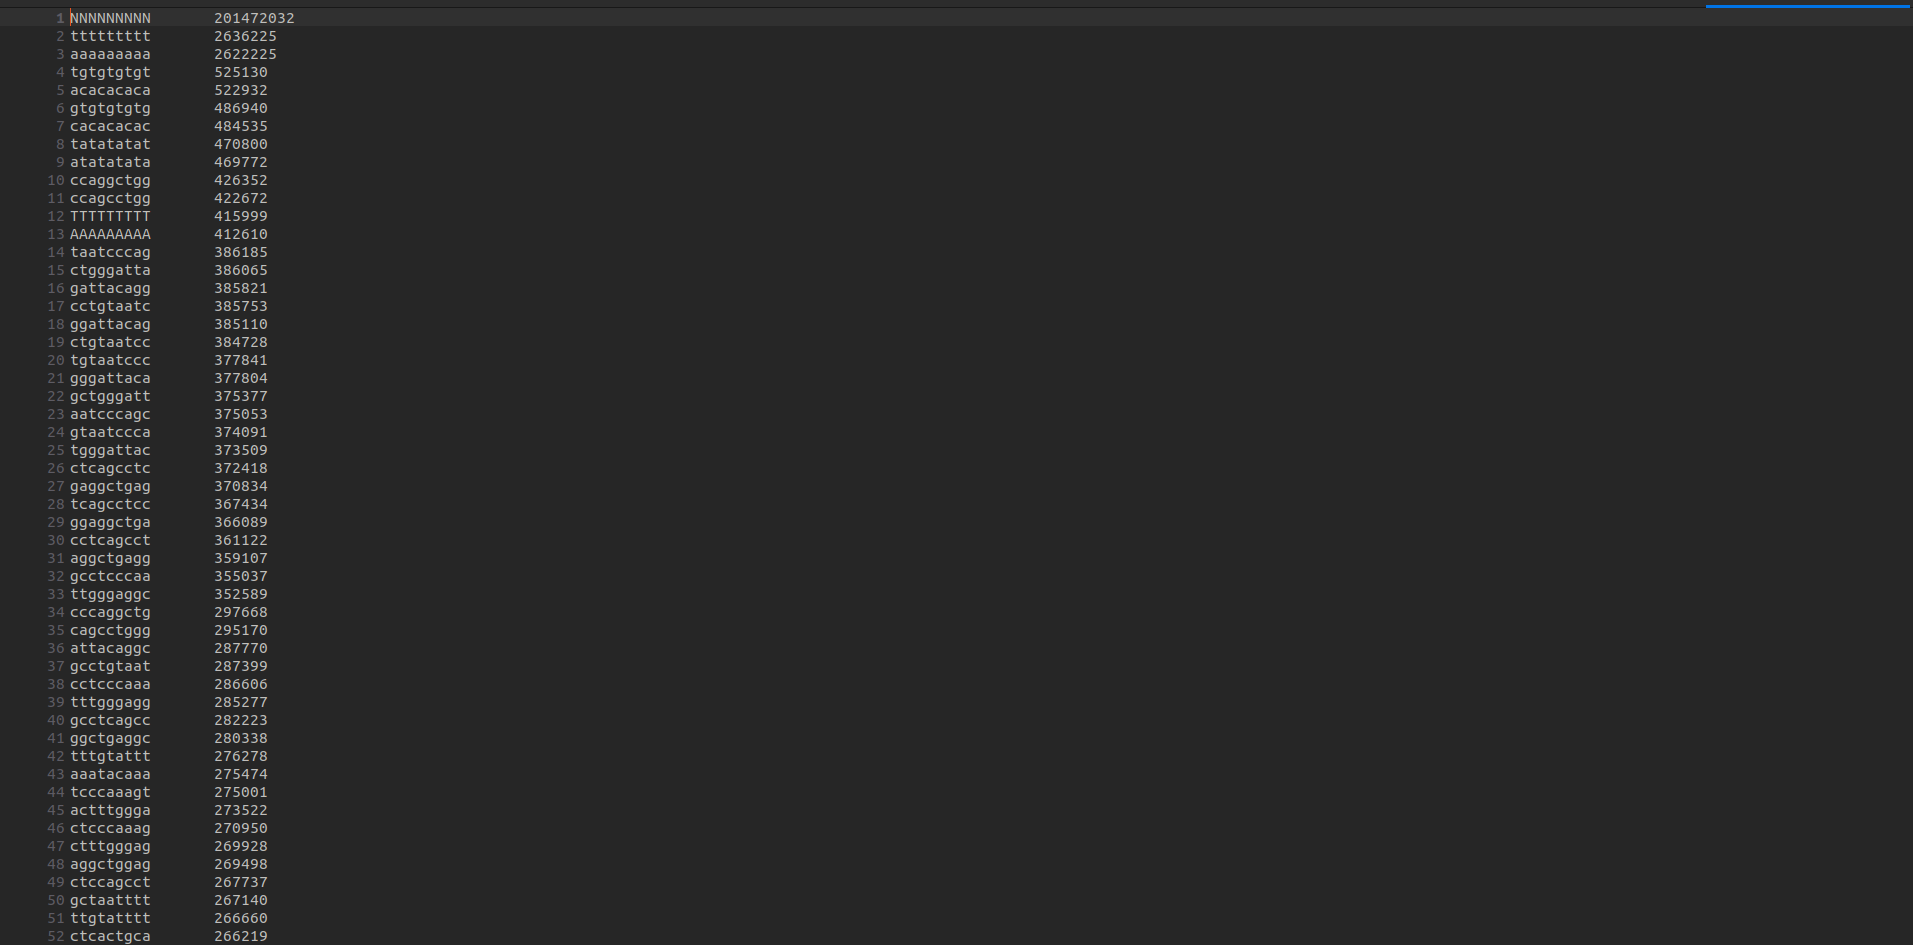 1 NNNNNNNNN 201472032
2 ttttttttt 2636225
3 aaaaaaaaa 2622225
4 tgtgtgtgt 525130
5 acacacaca 522932
6 gtgtgtgtg 486940
7 cacacacac 484535
8 tatatatat 470800
9 atatatata 469772
10 ccaggctgg 426352
11 ccagcctgg 422672
12 TTTTTTTTT 415999
13 AAAAAAAAA 412610
14 taatcccag 386185
15 ctgggatta 386065
16 gattacagg 385821
17 cctgtaatc 385753
18 ggattacag 385110
19 ctgtaatcc 384728
20 tgtaatccc 377841
21 gggattaca 377804
22 gctgggatt 375377
23 aatcccagc 375053
24 gtaatccca 374091
25 tgggattac 373509
26 ctcagcctc 372418
27 gaggctgag 370834
28 tcagcctcc 367434
29 ggaggctga 366089
30 cctcagcct 361122
31 aggctgagg 359107
32 gcctcccaa 355037
33 ttgggaggc 352589
34 cccaggctg 297668
35 cagcctggg 295170
36 attacaggc 287770
37 gcctgtaat 287399
38 cctcccaaa 286606
39 tttgggagg 285277
40 gcctcagcc 282223
41 ggctgaggc 280338
42 tttgtattt 276278
43 aaatacaaa 275474
44 tcccaaagt 275001
45 actttggga 273522
46 ctcccaaag 270950
47 ctttgggag 269928
48 aggctggag 269498
49 ctccagcct 267737
50 gctaatttt 267140
51 ttgtatttt 266660
52 ctcactgca 266219